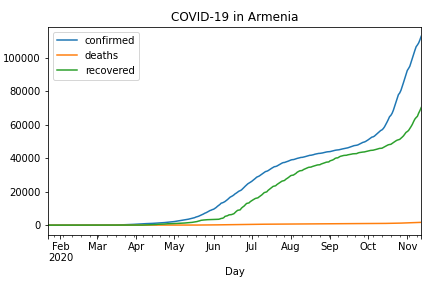 COVID-19 in Armenia
confirmed
deaths
recovered
100000
80000
60000
40000
20000
0
Feb Mar Apr May Jun Jul Aug Sep Oct Nov
2020
Day